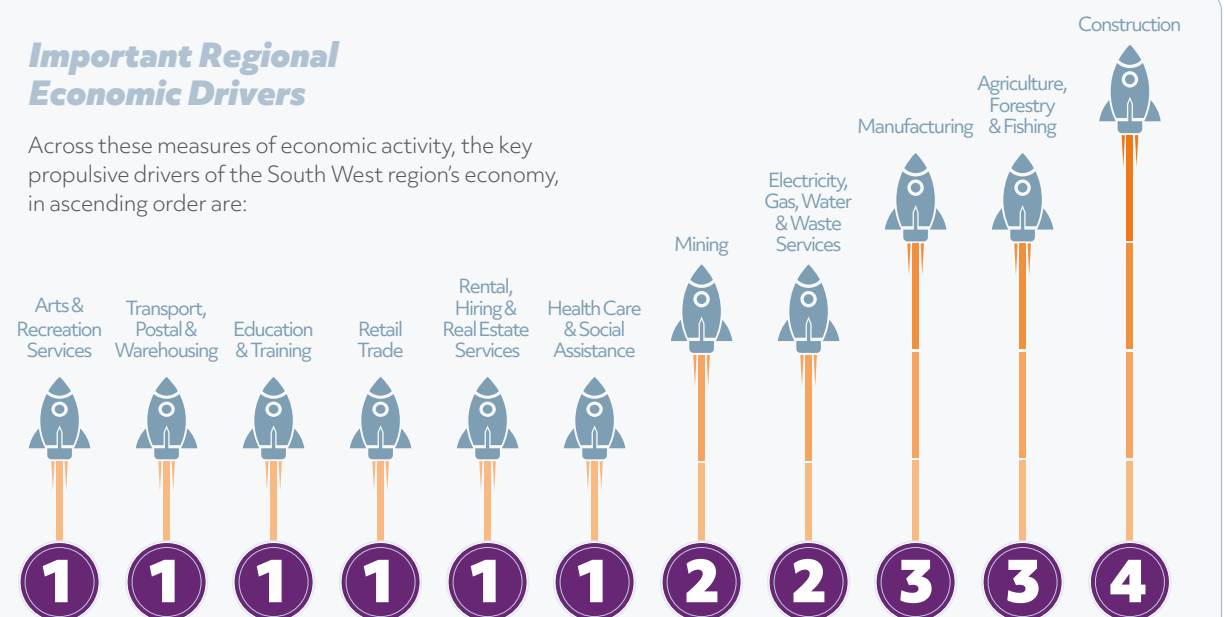 Important Regional
Economic Drivers
Across these measures of economic activity, the key
propulsive drivers of the South West region's economy,
in ascending order are:
Arts &
Recreation
Services
Transport,
Postal &
Warehousing
Education
& Training
Retail
Trade
Rental,
Hiring &
Real Estate
Services
Health Care
& Social
Assistance
Mining
Electricity,
Gas, Water
& Waste
Services
Manufacturing
Agriculture,
Forestry
& Fishing
Construction
1
1
1
1
1
1
2
2
3
3
4